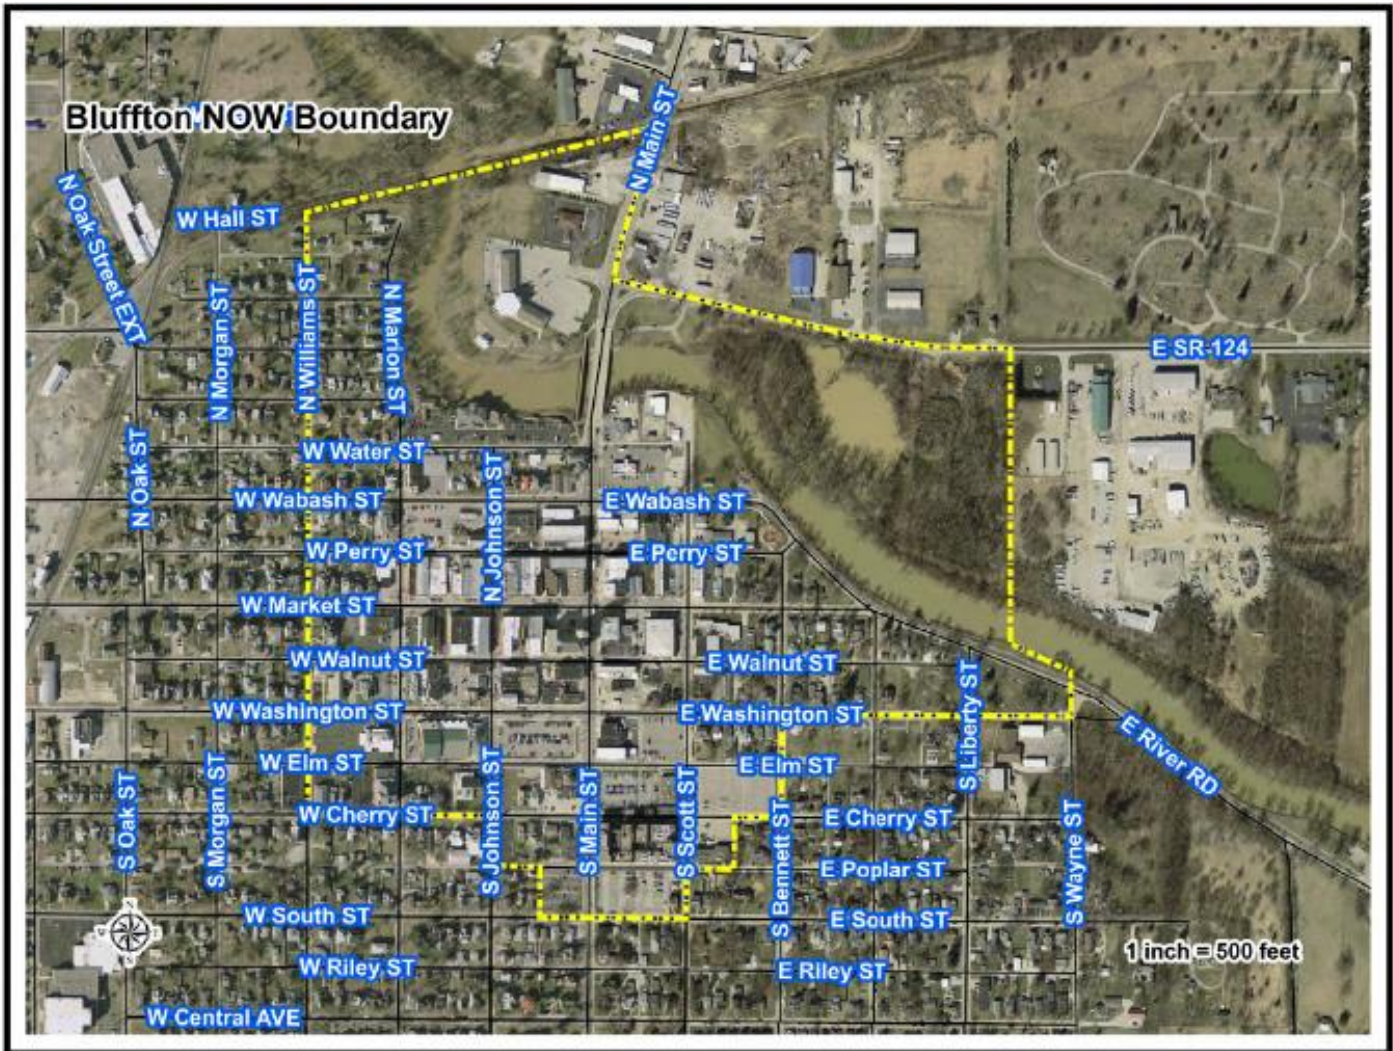 Bluffton NOW Boundary
N Main ST
N Oak Street EXT
W Hall ST
N Morgan ST
N Williams ST
N Marion ST
E SR-124
N Oak ST
W Water ST
N Johnson ST
W Wabash ST
E Wabash ST
W Perry ST
E Perry ST
W Market ST
W Walnut ST
E Walnut ST
W Washington ST
E Washington ST
S Liberty ST
E River RD
W Elm ST
E Elm ST
S Oak ST
S Morgan ST
S Johnson ST
S Main ST
S Scott ST
S Bennett ST
S Wayne ST
W Cherry ST
E Cherry ST
E Poplar ST
W South ST
E South ST
1 inch = 500 feet
W Riley ST
E Riley ST
W Central AVE